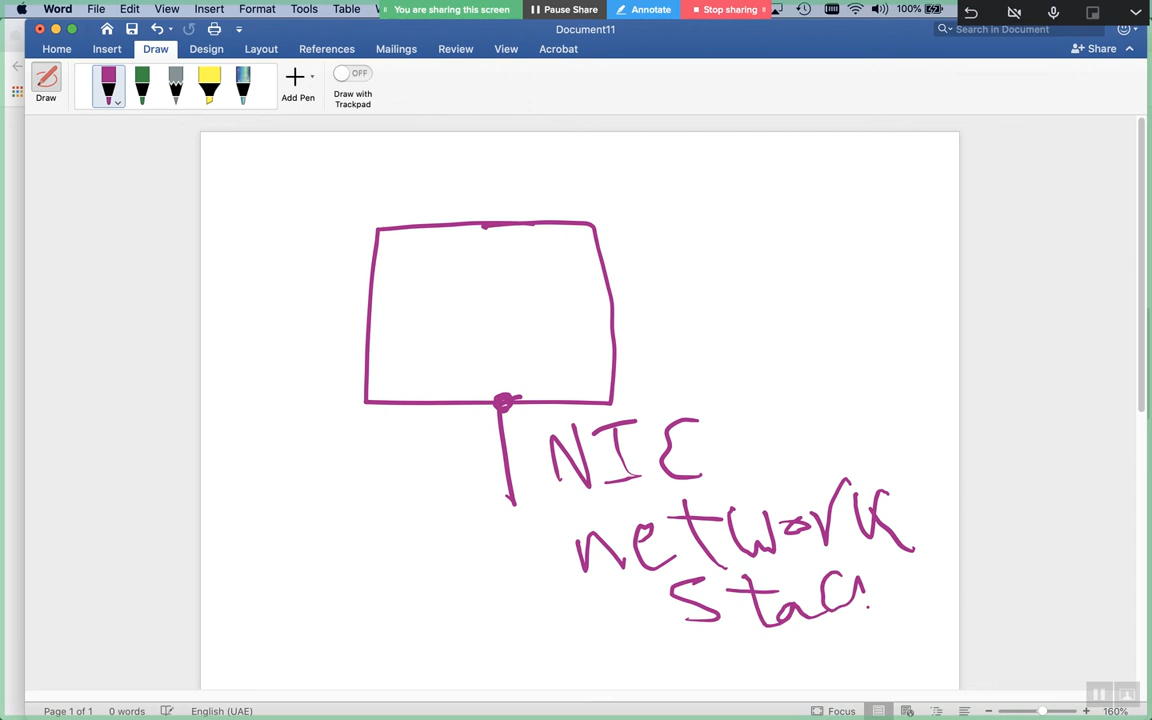 Word File Edit View Insert Format Tools Table You are sharing this screen Pause Share Annotate Stop sharing 100%
Document11 Search In Document
Home Insert Draw Design Layout References Mailings Review View Acrobat Share
OFF
Draw Add Pen Draw with
Trackpad
NIC
network
Stac
Page 1 of 1 0 words English (UAE) Focus 160%